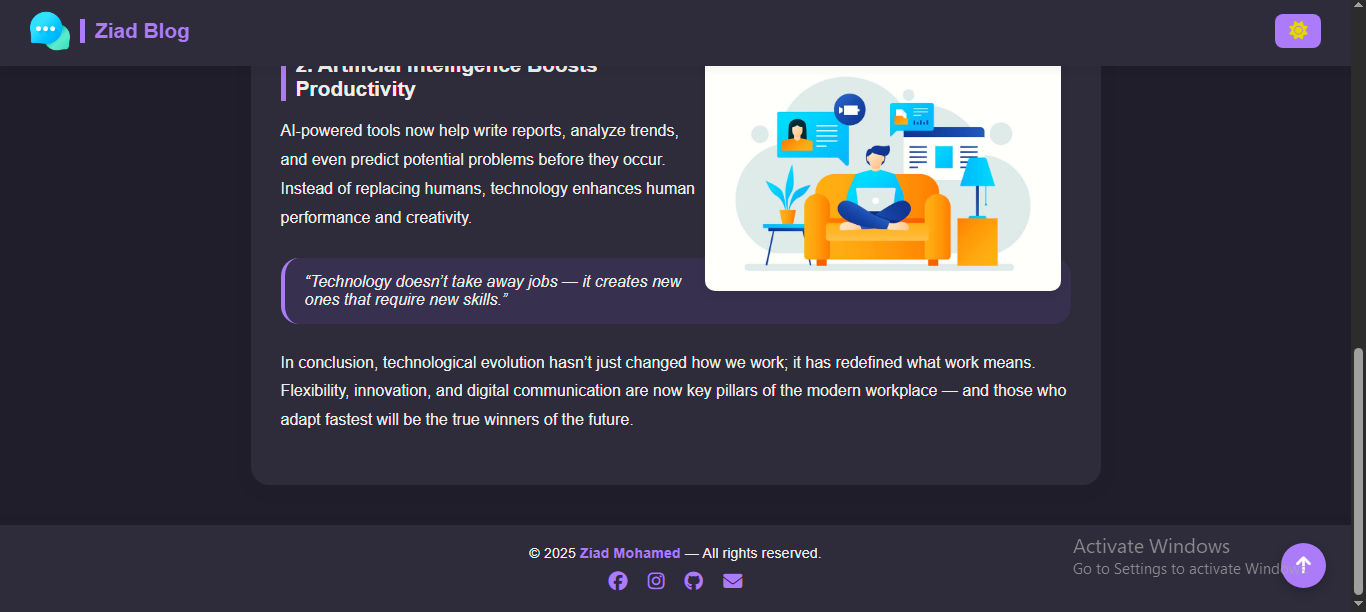 Ziad Blog
2. Artificial Intelligence Boosts
Productivity
AI-powered tools now help write reports, analyze trends,
and even predict potential problems before they occur.
Instead of replacing humans, technology enhances human
performance and creativity.
“Technology doesn’t take away jobs — it creates new
ones that require new skills.”
In conclusion, technological evolution hasn’t just changed how we work; it has redefined what work means.
Flexibility, innovation, and digital communication are now key pillars of the modern workplace — and those who
adapt fastest will be the true winners of the future.
© 2025 Ziad Mohamed — All rights reserved.
Activate Windows
Go to Settings to activate Windows.